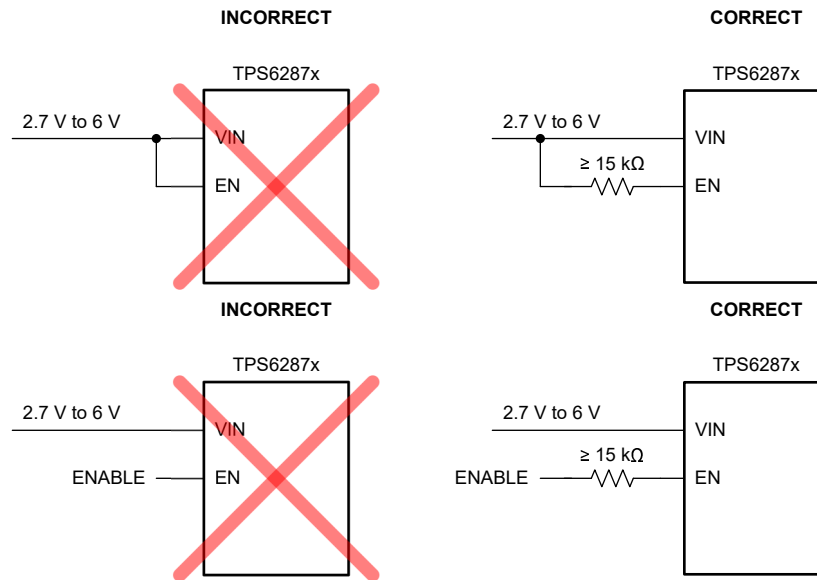 INCORRECT
CORRECT
TPS6287x
TPS6287x
2.7 V to 6 V
VIN
EN
2.7 V to 6 V
VIN
≥ 15 kΩ
EN
INCORRECT
CORRECT
TPS6287x
TPS6287x
2.7 V to 6 V
VIN
ENABLE
EN
2.7 V to 6 V
VIN
≥ 15 kΩ
ENABLE
EN